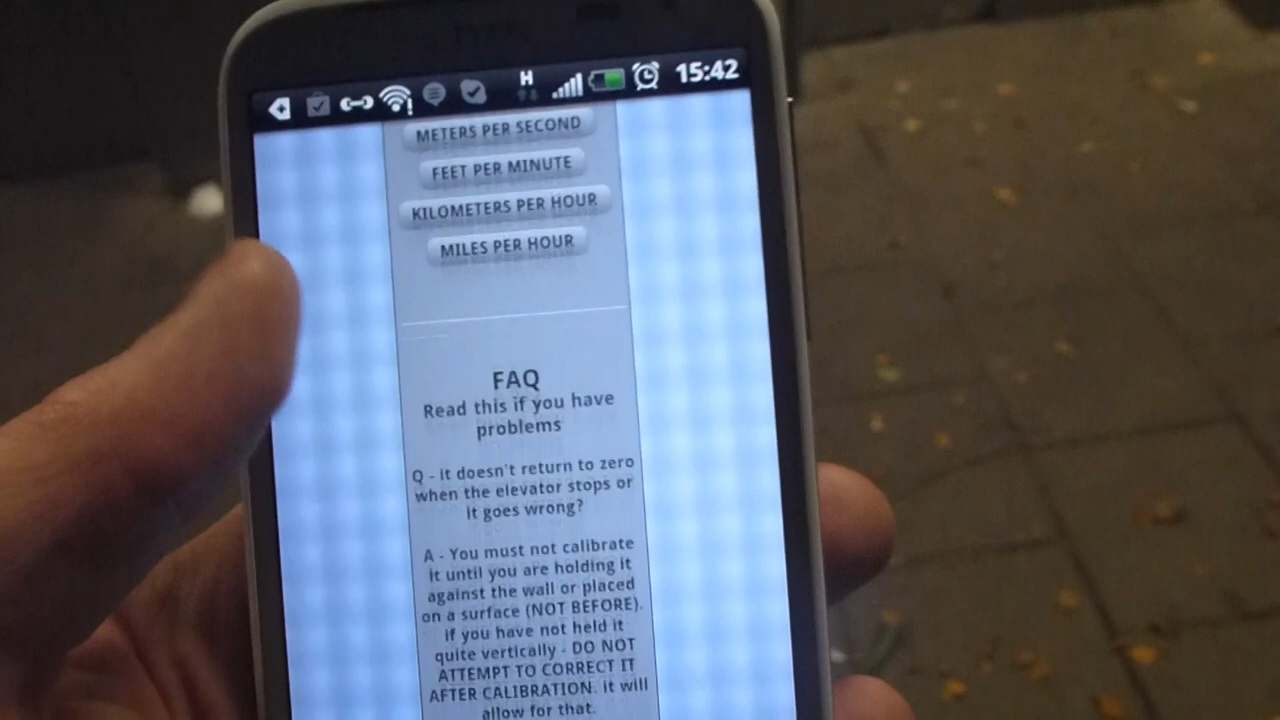 H
15:42
METERS PER SECOND
FEET PER MINUTE
KILOMETERS PER HOUR
MILES PER HOUR
FAQ
Read this if you have
problems
Q - it doesn't return to zero
when the elevator stops or
it goes wrong?
A - You must not calibrate
it until you are holding it
against the wall or placed
on a surface (NOT BEFORE).
if you have not held it
quite vertically - DO NOT
ATTEMPT TO CORRECT IT
AFTER CALIBRATION. it will
allow for that.